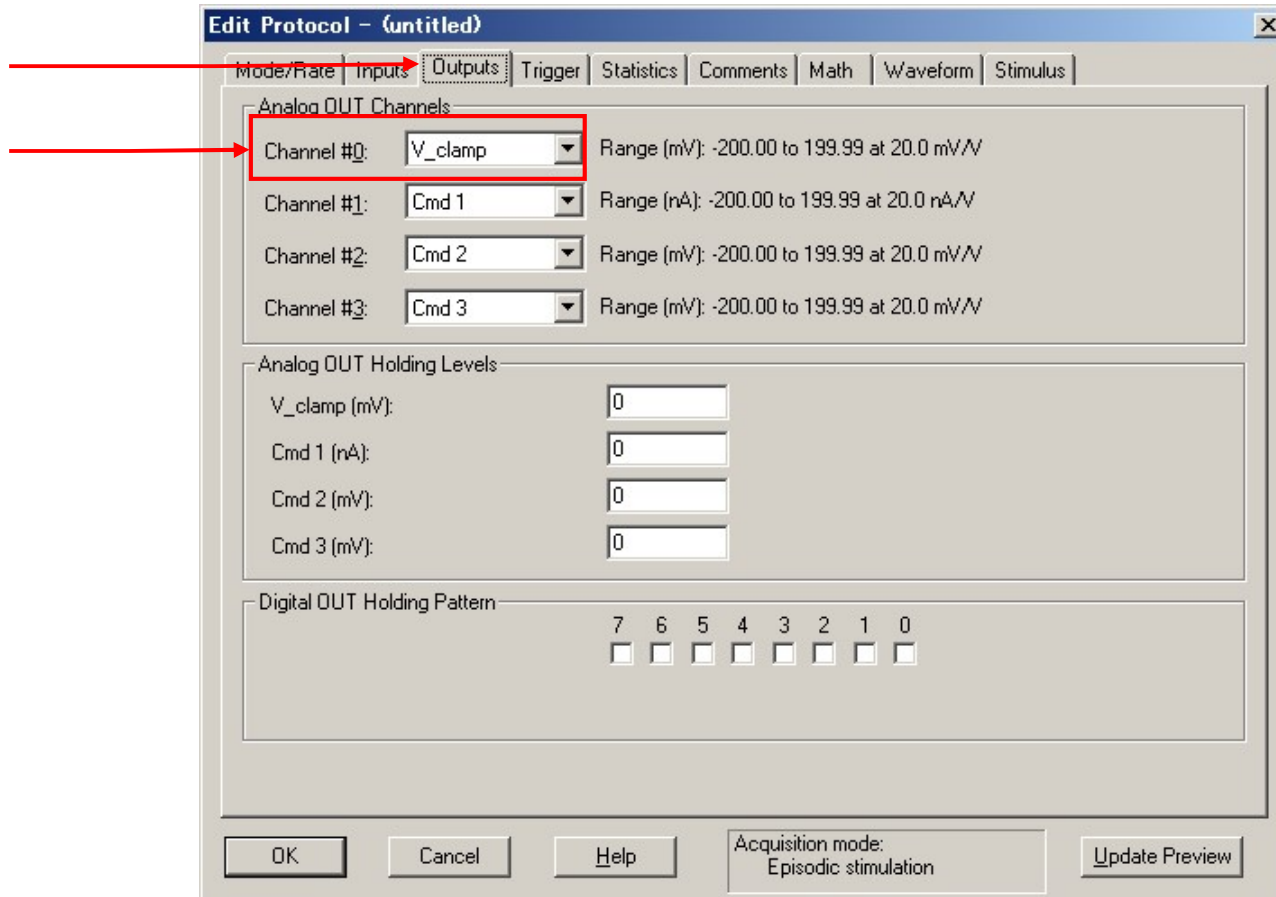 Edit Protocol - (untitled)
Mode/Rate Inputs Outputs Trigger Statistics Comments Math Waveform Stimulus
Analog OUT Channels
Channel #0: V_clamp Range (mV): -200.00 to 199.99 at 20.0 mV/V
Channel #1: Cmd 1 Range (nA): -200.00 to 199.99 at 20.0 nA/V
Channel #2: Cmd 2 Range (mV): -200.00 to 199.99 at 20.0 mV/V
Channel #3: Cmd 3 Range (mV): -200.00 to 199.99 at 20.0 mV/V
Analog OUT Holding Levels
V_clamp (mV): 0
Cmd 1 (nA): 0
Cmd 2 (mV): 0
Cmd 3 (mV): 0
Digital OUT Holding Pattern
7 6 5 4 3 2 1 0
OK Cancel Help Acquisition mode: Update Preview
Episodic stimulation